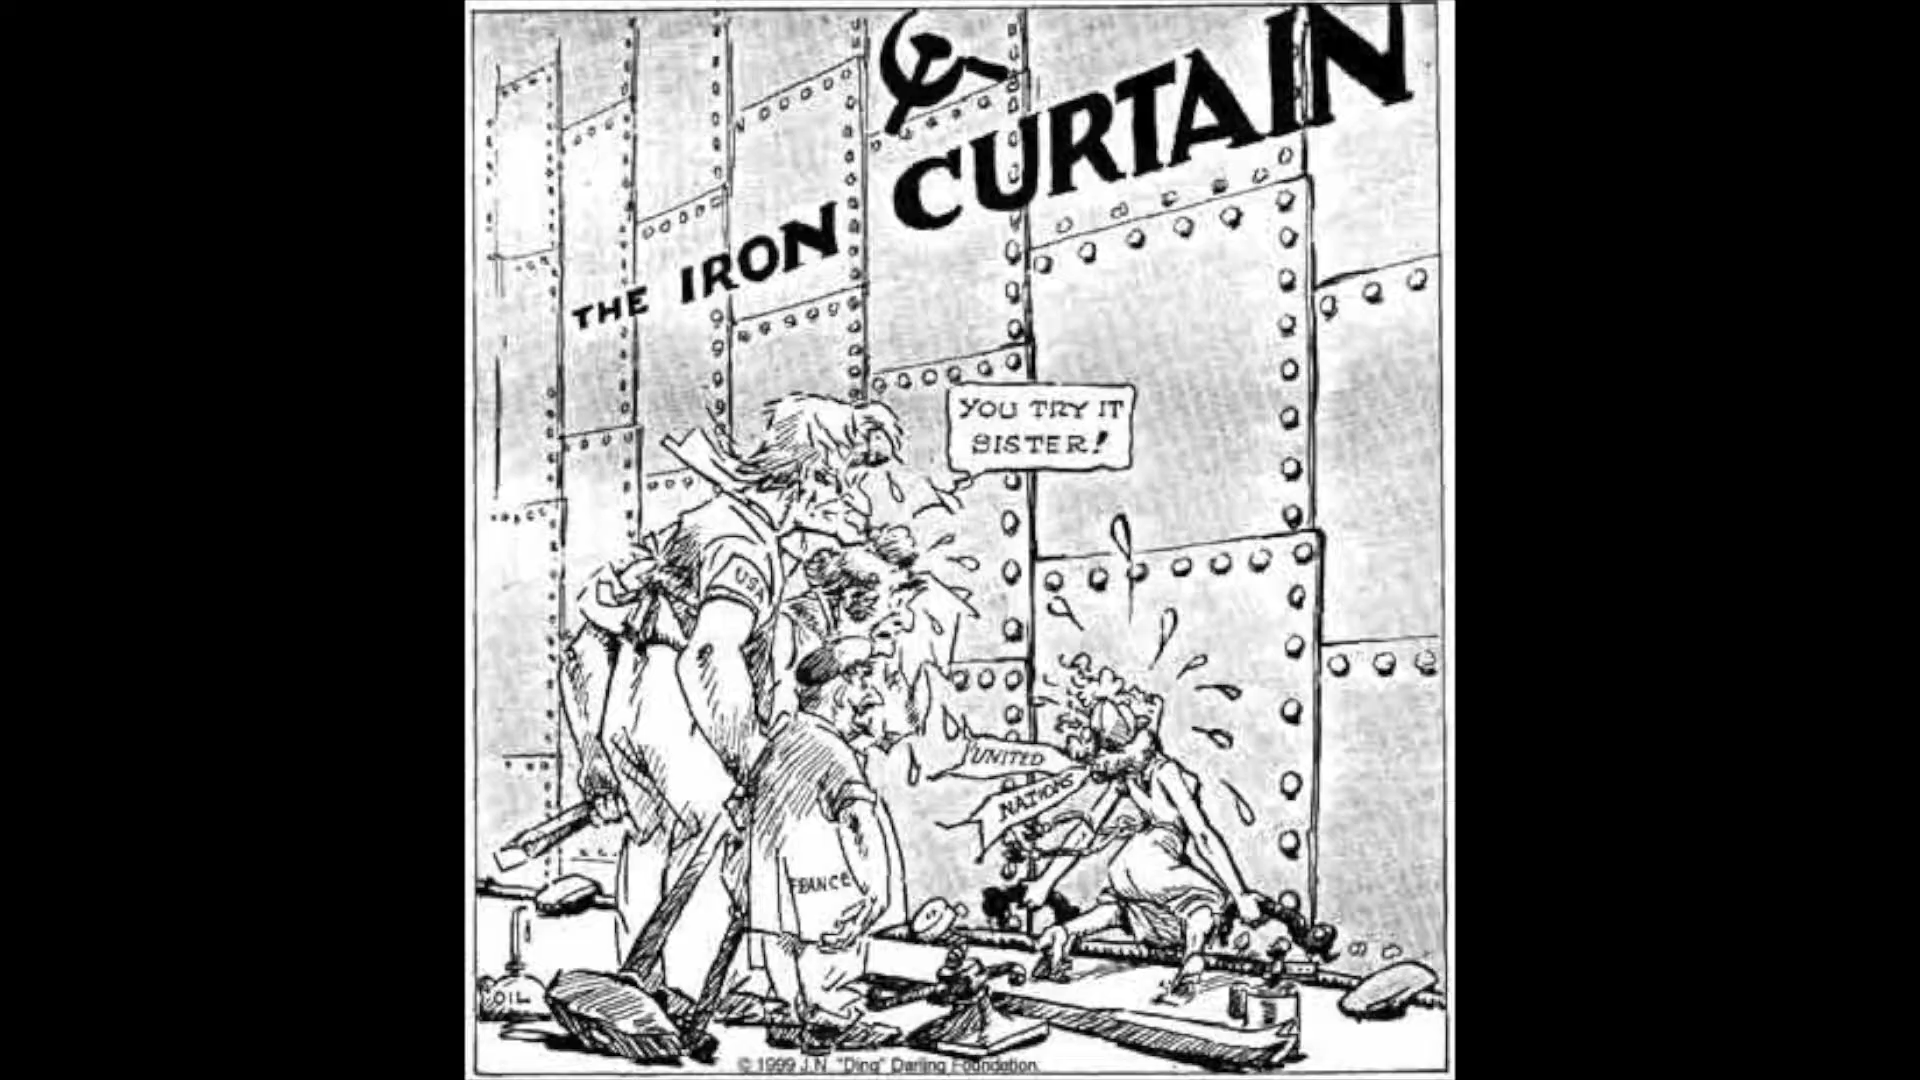 THE IRON CURTAIN
YOU TRY IT
SISTER!
USA
UNITED
NATIONS
FRANCE
OIL
© 1999 J.N. "Ding" Darling Foundation.